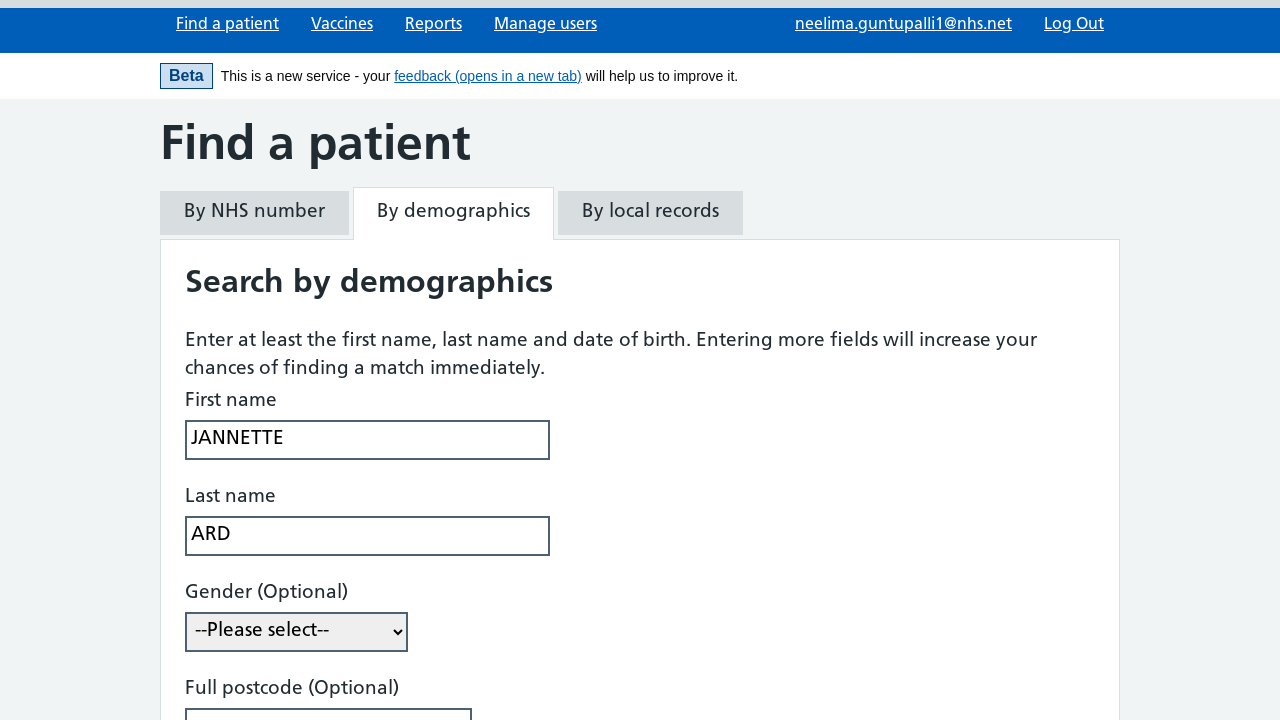 Find a patient Vaccines Reports Manage users neelima.guntupalli1@nhs.net Log Out
Beta This is a new service - your feedback (opens in a new tab) will help us to improve it.
Find a patient
By NHS number By demographics By local records
Search by demographics
Enter at least the first name, last name and date of birth. Entering more fields will increase your
chances of finding a match immediately.
First name
JANNETTE
Last name
ARD
Gender (Optional)
--Please select--
Full postcode (Optional)